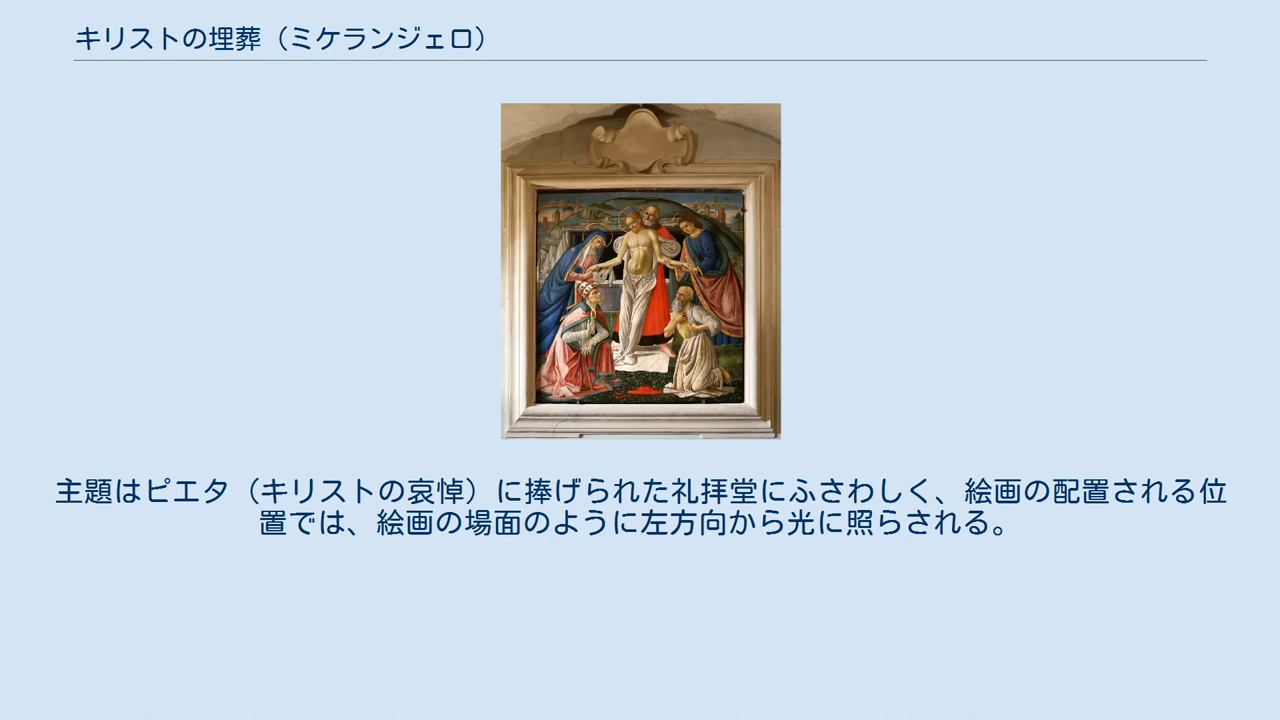 キリストの埋葬（ミケランジェロ）
主題はピエタ（キリストの哀悼）に捧げられた礼拝堂にふさわしく、絵画の配置される位
置では、絵画の場面のように左方向から光に照らされる。